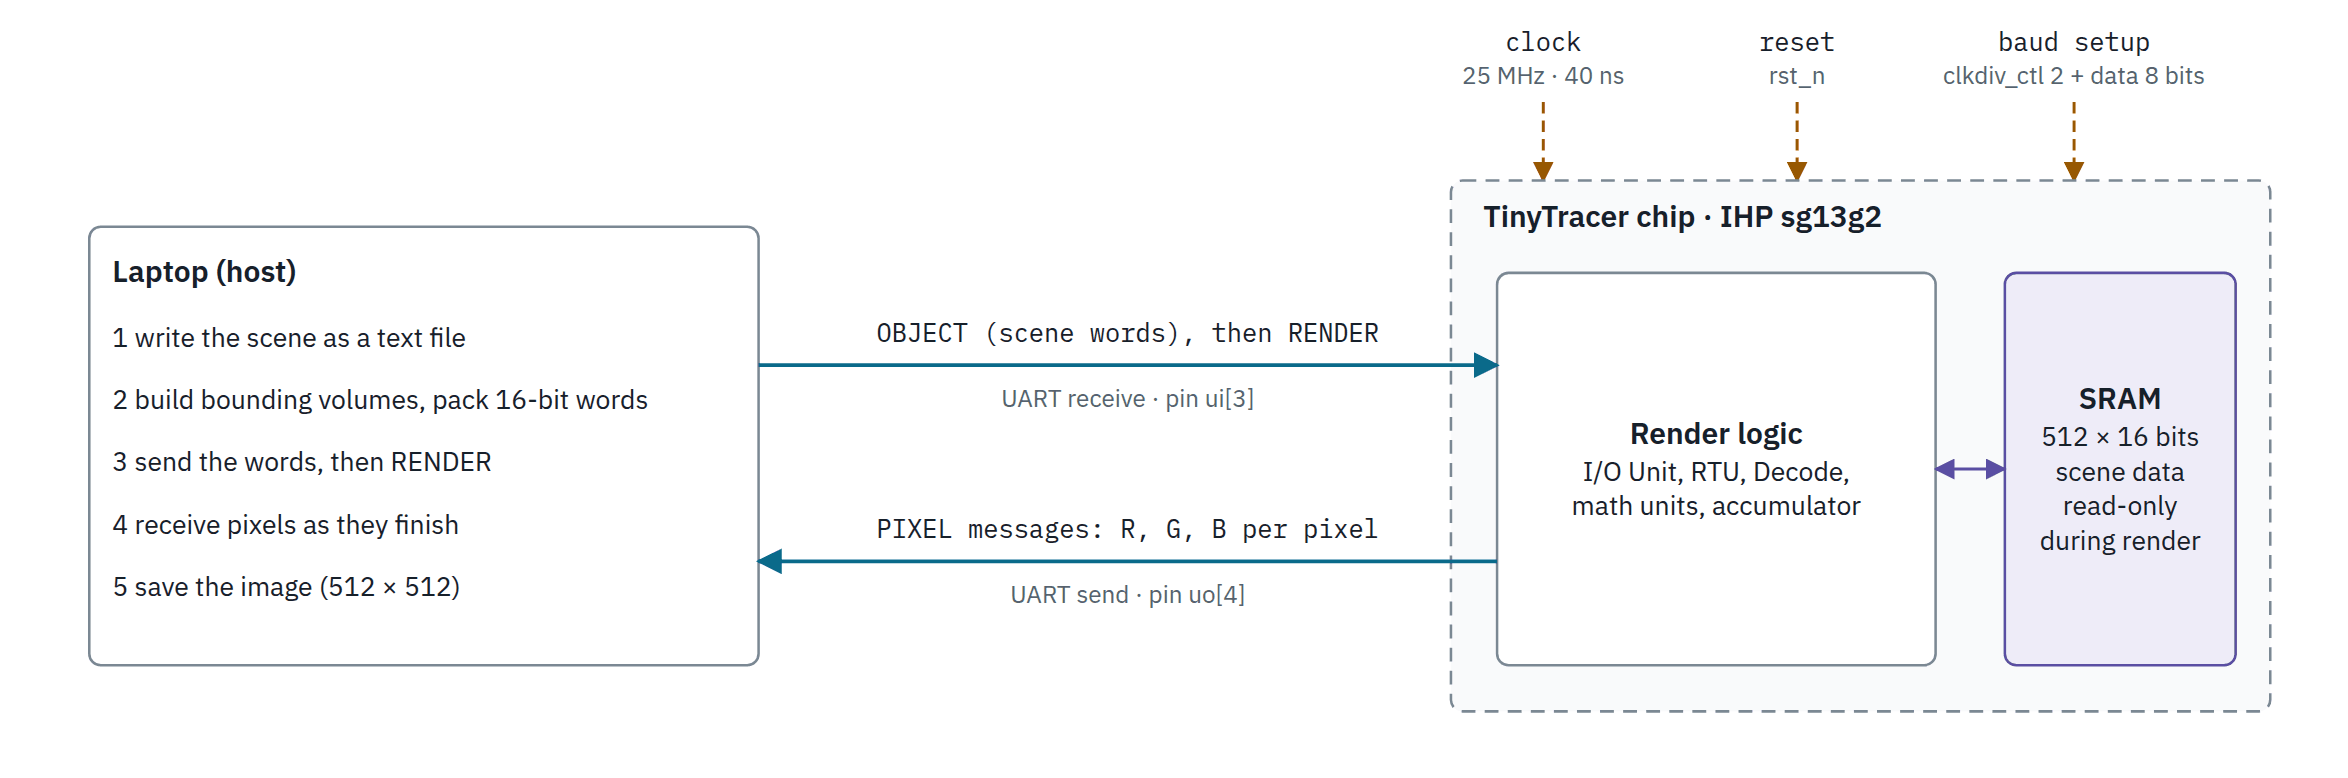 clock
25 MHz · 40 ns
reset
rst_n
baud setup
clkdiv_ctl 2 + data 8 bits
Laptop (host)
1 write the scene as a text file
2 build bounding volumes, pack 16-bit words
3 send the words, then RENDER
4 receive pixels as they finish
5 save the image (512 × 512)
OBJECT (scene words), then RENDER
UART receive · pin ui[3]
PIXEL messages: R, G, B per pixel
UART send · pin uo[4]
TinyTracer chip · IHP sg13g2
Render logic
I/O Unit, RTU, Decode,
math units, accumulator
SRAM
512 × 16 bits
scene data
read-only
during render